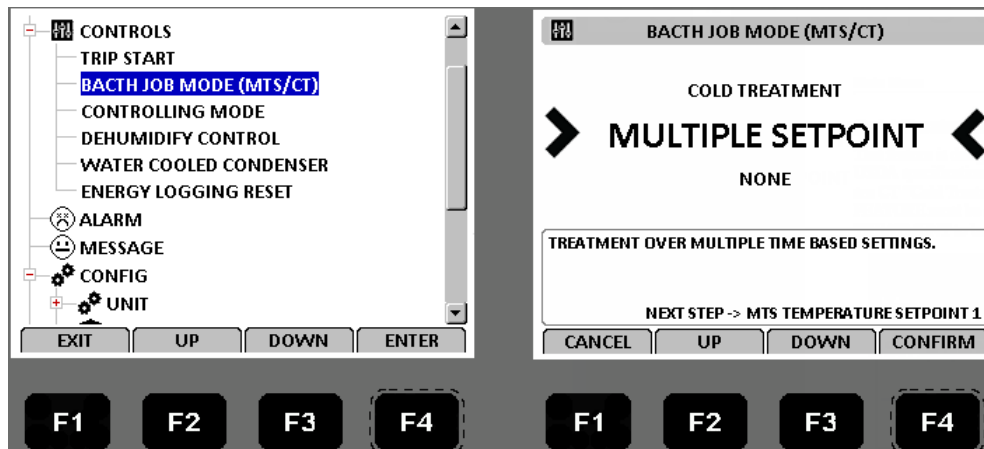 CONTROLS
TRIP START
BACTH JOB MODE (MTS/CT)
CONTROLLING MODE
DEHUMIDIFY CONTROL
WATER COOLED CONDENSER
ENERGY LOGGING RESET
ALARM
MESSAGE
CONFIG
UNIT
EXIT UP DOWN ENTER
F1 F2 F3 F4
BACTH JOB MODE (MTS/CT)
COLD TREATMENT
MULTIPLE SETPOINT
NONE
TREATMENT OVER MULTIPLE TIME BASED SETTINGS.
NEXT STEP -> MTS TEMPERATURE SETPOINT 1
CANCEL UP DOWN CONFIRM
F1 F2 F3 F4